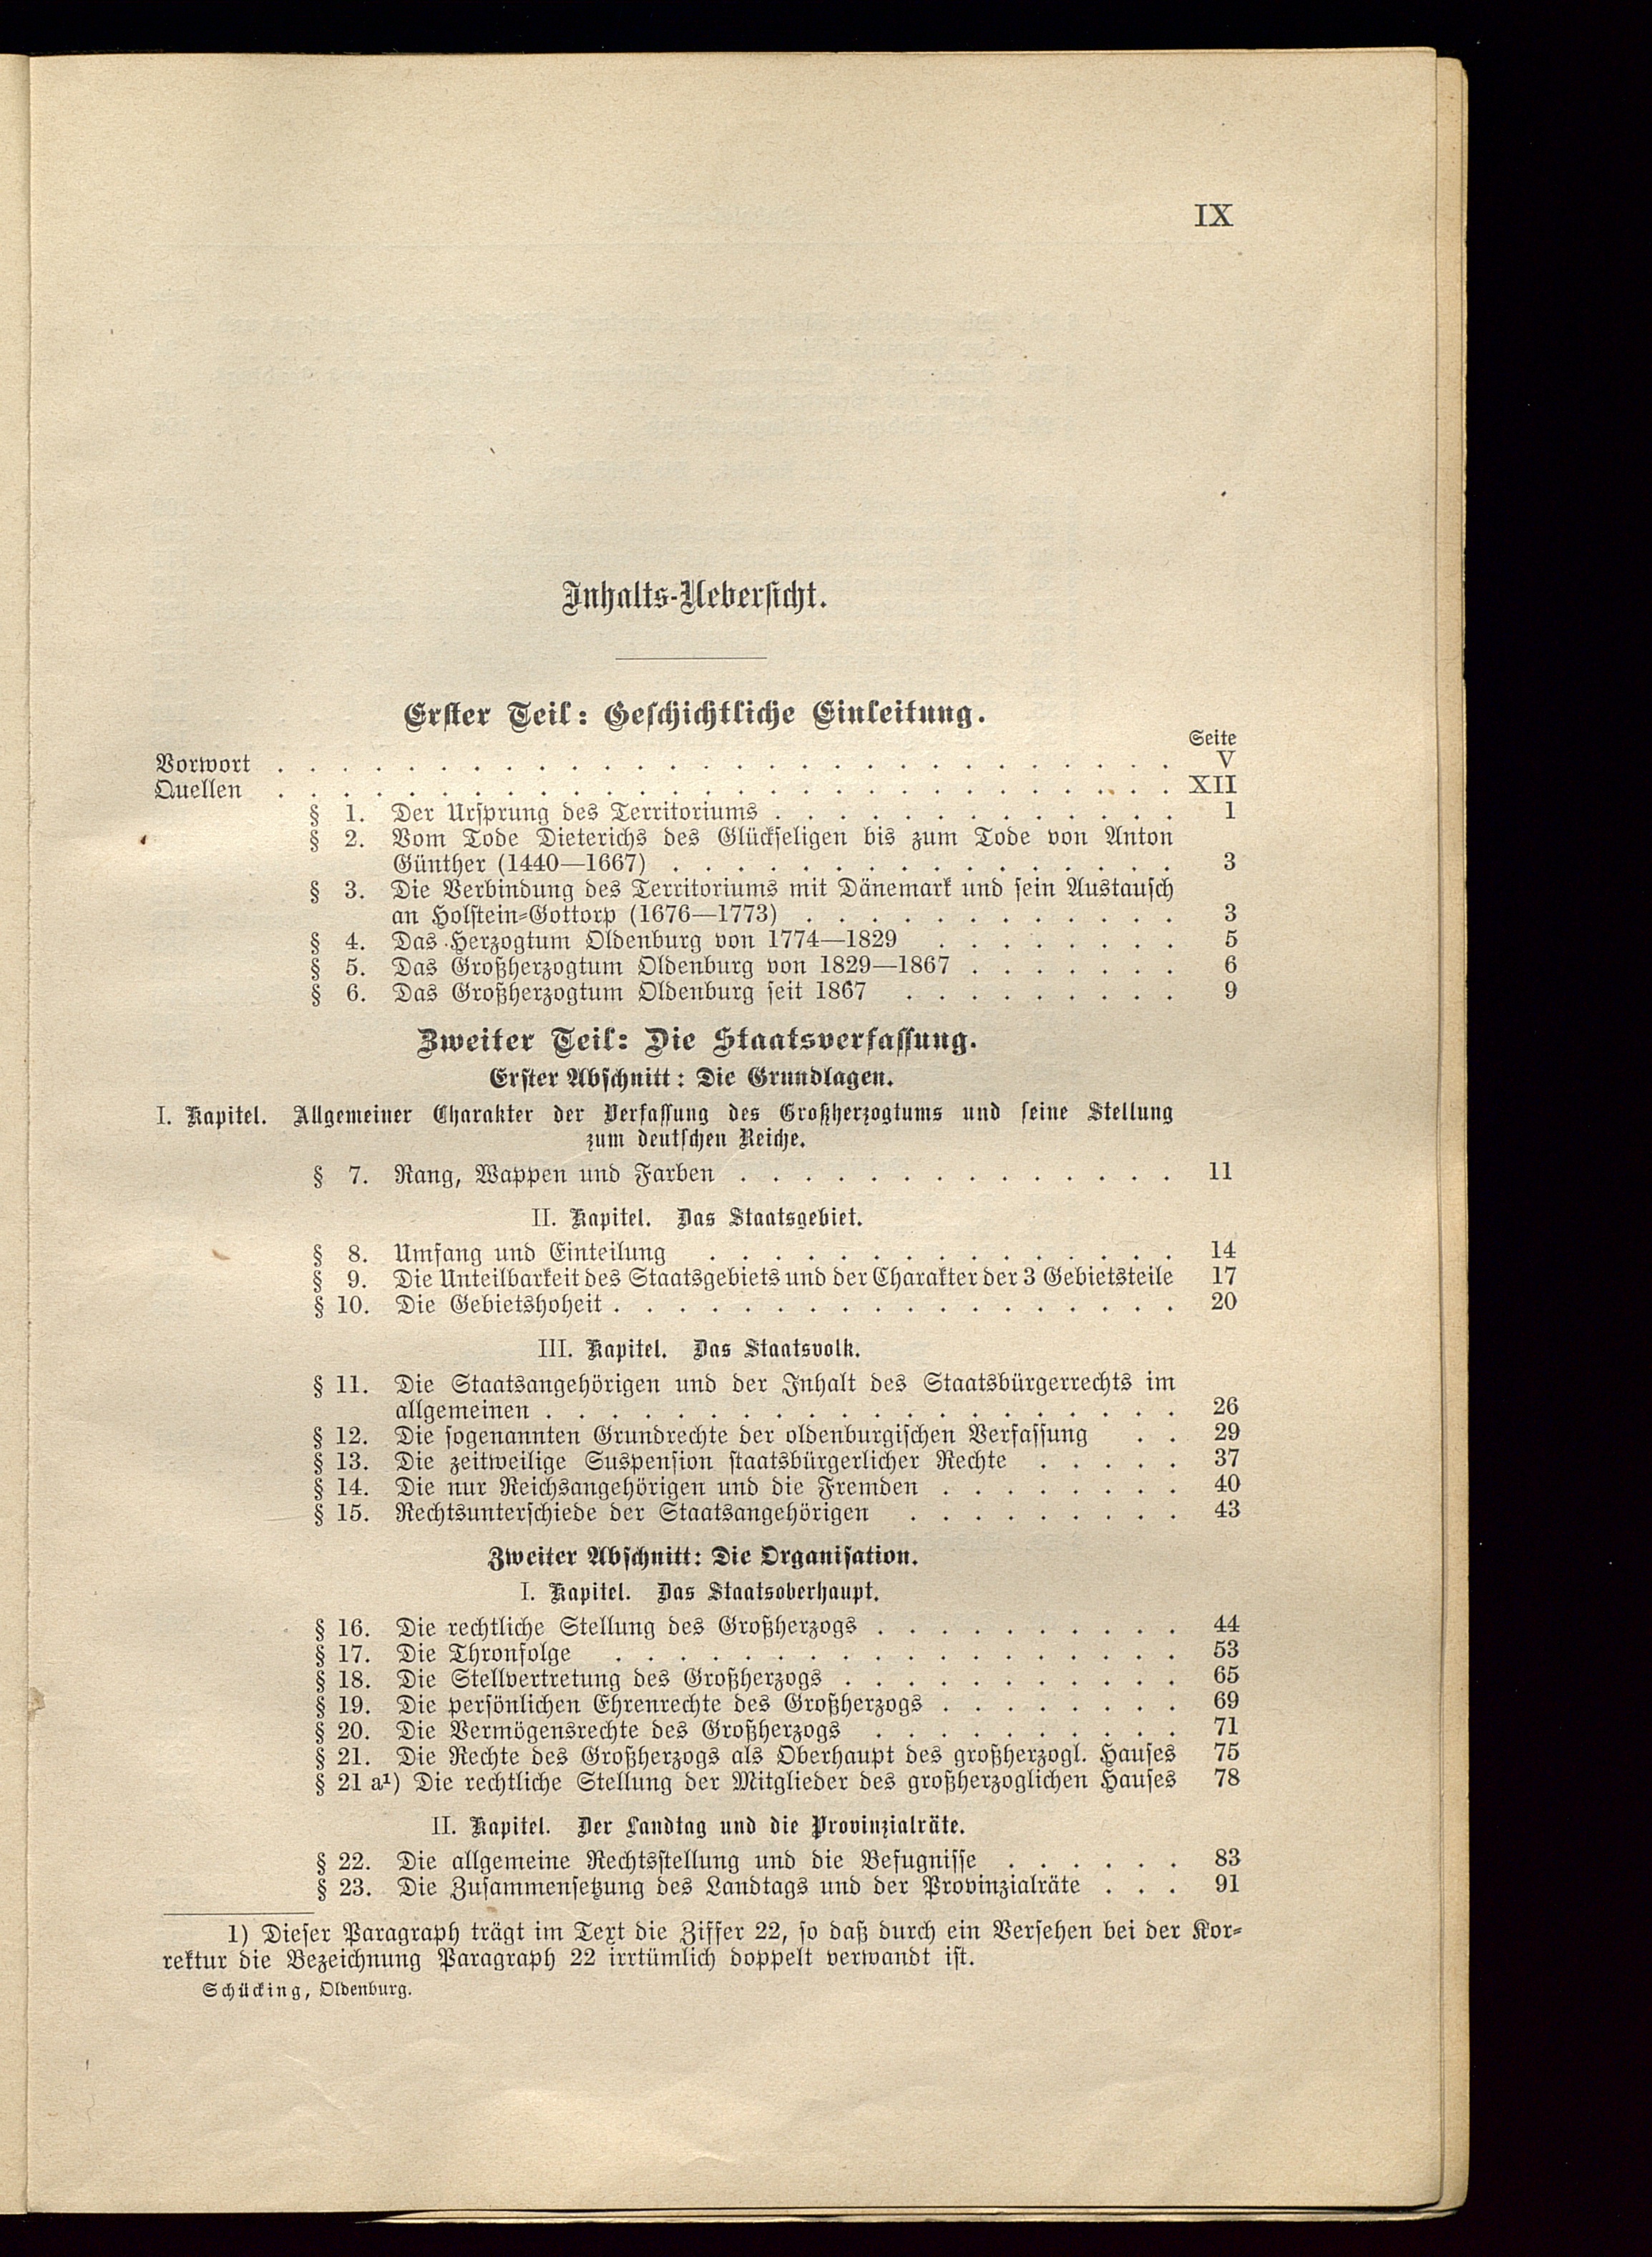 IX
Inhalts-Uebersicht.
Erster Teil: Geschichtliche Einleitung.
Seite
Vorwort . . . . . . . . . . . . . . . . . . . . . . . . . . . . V
Quellen . . . . . . . . . . . . . . . . . . . . . . . . . . . . XII
§ 1. Der Ursprung des Territoriums . . . . . . . . . . . . . 1
§ 2. Vom Tode Dieterichs des Glückseligen bis zum Tode von Anton
Günther (1440—1667) . . . . . . . . . . . . . . . . 3
§ 3. Die Verbindung des Territoriums mit Dänemark und sein Austausch
an Holstein-Gottorp (1676—1773) . . . . . . . . . . . . 3
§ 4. Das Herzogtum Oldenburg von 1774—1829 . . . . . . . . 5
§ 5. Das Großherzogtum Oldenburg von 1829—1867 . . . . . . . 6
§ 6. Das Großherzogtum Oldenburg seit 1867 . . . . . . . . . 9
Zweiter Teil: Die Staatsverfassung.
Erster Abschnitt: Die Grundlagen.
I. Kapitel. Allgemeiner Charakter der Verfassung des Großherzogtums und seine Stellung
zum deutschen Reiche.
§ 7. Rang, Wappen und Farben . . . . . . . . . . . . . . 11
II. Kapitel. Das Staatsgebiet.
§ 8. Umfang und Einteilung . . . . . . . . . . . . . . . 14
§ 9. Die Unteilbarkeit des Staatsgebiets und der Charakter der 3 Gebietsteile 17
§ 10. Die Gebietshoheit . . . . . . . . . . . . . . . . . . 20
III. Kapitel. Das Staatsvolk.
§ 11. Die Staatsangehörigen und der Inhalt des Staatsbürgerrechts im
allgemeinen . . . . . . . . . . . . . . . . . . . . 26
§ 12. Die sogenannten Grundrechte der oldenburgischen Verfassung . . 29
§ 13. Die zeitweilige Suspension staatsbürgerlicher Rechte . . . . . 37
§ 14. Die nur Reichsangehörigen und die Fremden . . . . . . . . 40
§ 15. Rechtsunterschiede der Staatsangehörigen . . . . . . . . . 43
Zweiter Abschnitt: Die Organisation.
I. Kapitel. Das Staatsoberhaupt.
§ 16. Die rechtliche Stellung des Großherzogs . . . . . . . . . . 44
§ 17. Die Thronfolge . . . . . . . . . . . . . . . . . . 53
§ 18. Die Stellvertretung des Großherzogs . . . . . . . . . . . 65
§ 19. Die persönlichen Ehrenrechte des Großherzogs . . . . . . . . 69
§ 20. Die Vermögensrechte des Großherzogs . . . . . . . . . . 71
§ 21. Die Rechte des Großherzogs als Oberhaupt des großherzogl. Hauses 75
§ 21 a¹) Die rechtliche Stellung der Mitglieder des großherzoglichen Hauses 78
II. Kapitel. Der Landtag und die Provinzialräte.
§ 22. Die allgemeine Rechtsstellung und die Befugnisse . . . . . . 83
§ 23. Die Zusammensetzung des Landtags und der Provinzialräte . . . 91
1) Dieser Paragraph trägt im Text die Ziffer 22, so daß durch ein Versehen bei der Kor-
rektur die Bezeichnung Paragraph 22 irrtümlich doppelt verwandt ist.
Schücking, Oldenburg.